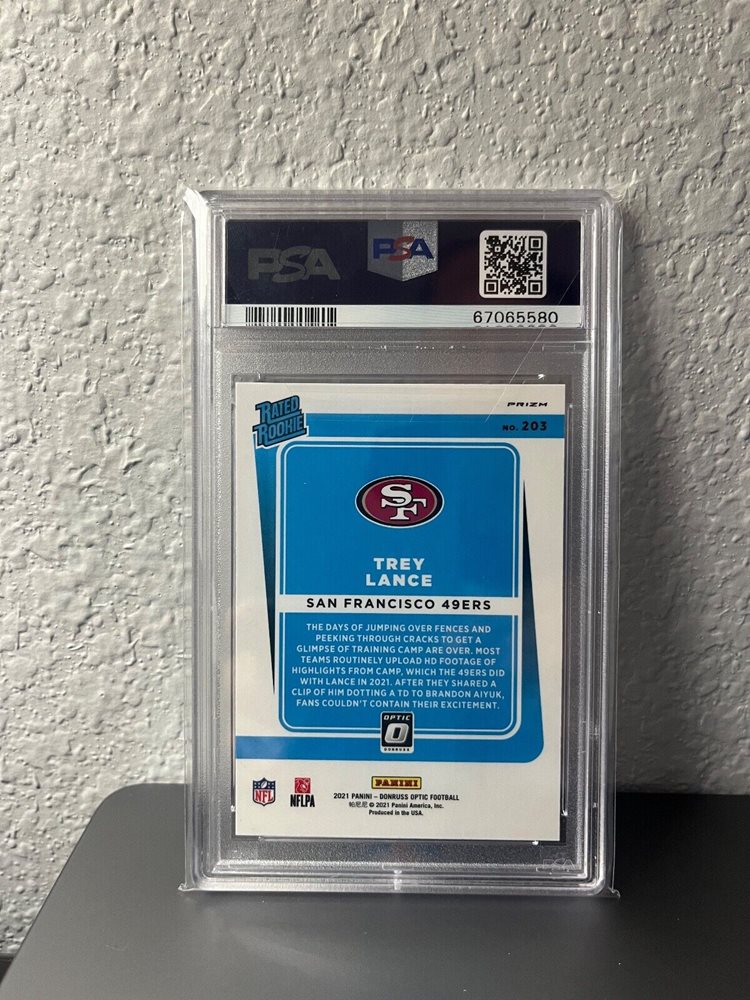 PSA
PSA
67065580
RATED
ROOKIE
PRIZM
NO. 203
SF
TREY
LANCE
SAN FRANCISCO 49ERS
THE DAYS OF JUMPING OVER FENCES AND
PEEKING THROUGH CRACKS TO GET A
GLIMPSE OF TRAINING CAMP ARE OVER. MOST
TEAMS ROUTINELY UPLOAD HD FOOTAGE OF
HIGHLIGHTS FROM CAMP, WHICH THE 49ERS DID
WITH LANCE IN 2021. AFTER THEY SHARED A
CLIP OF HIM DOTTING A TD TO BRANDON AIYUK,
FANS COULDN'T CONTAIN THEIR EXCITEMENT.
OPTIC
O
DONRUSS
NFL
NFLPA
PANINI
2021 PANINI – DONRUSS OPTIC FOOTBALL
帕尼尼 © 2021 Panini America, Inc.
Produced in the USA.